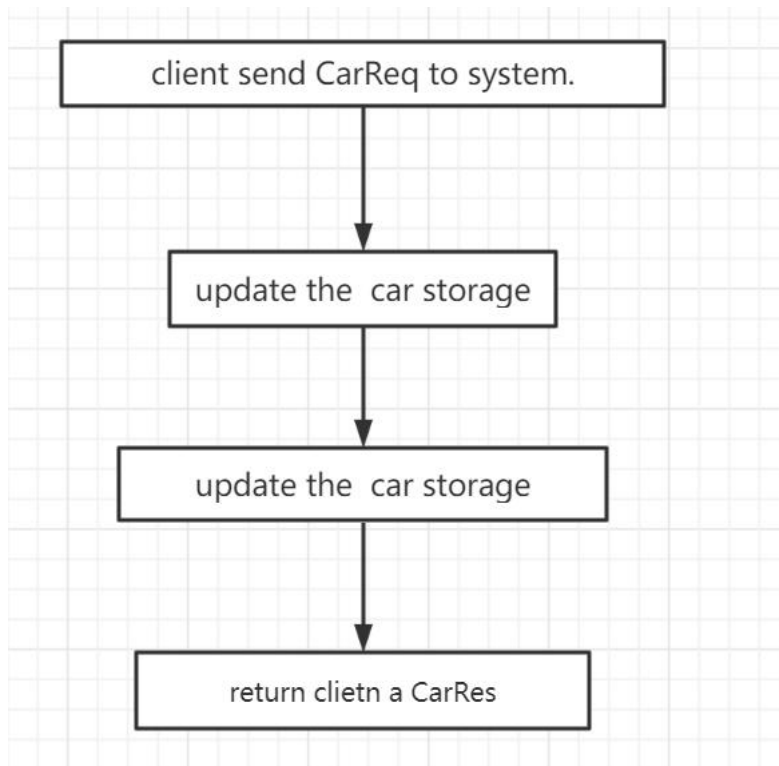 client send CarReq to system.
update the  car storage
update the  car storage
return clietn a CarRes